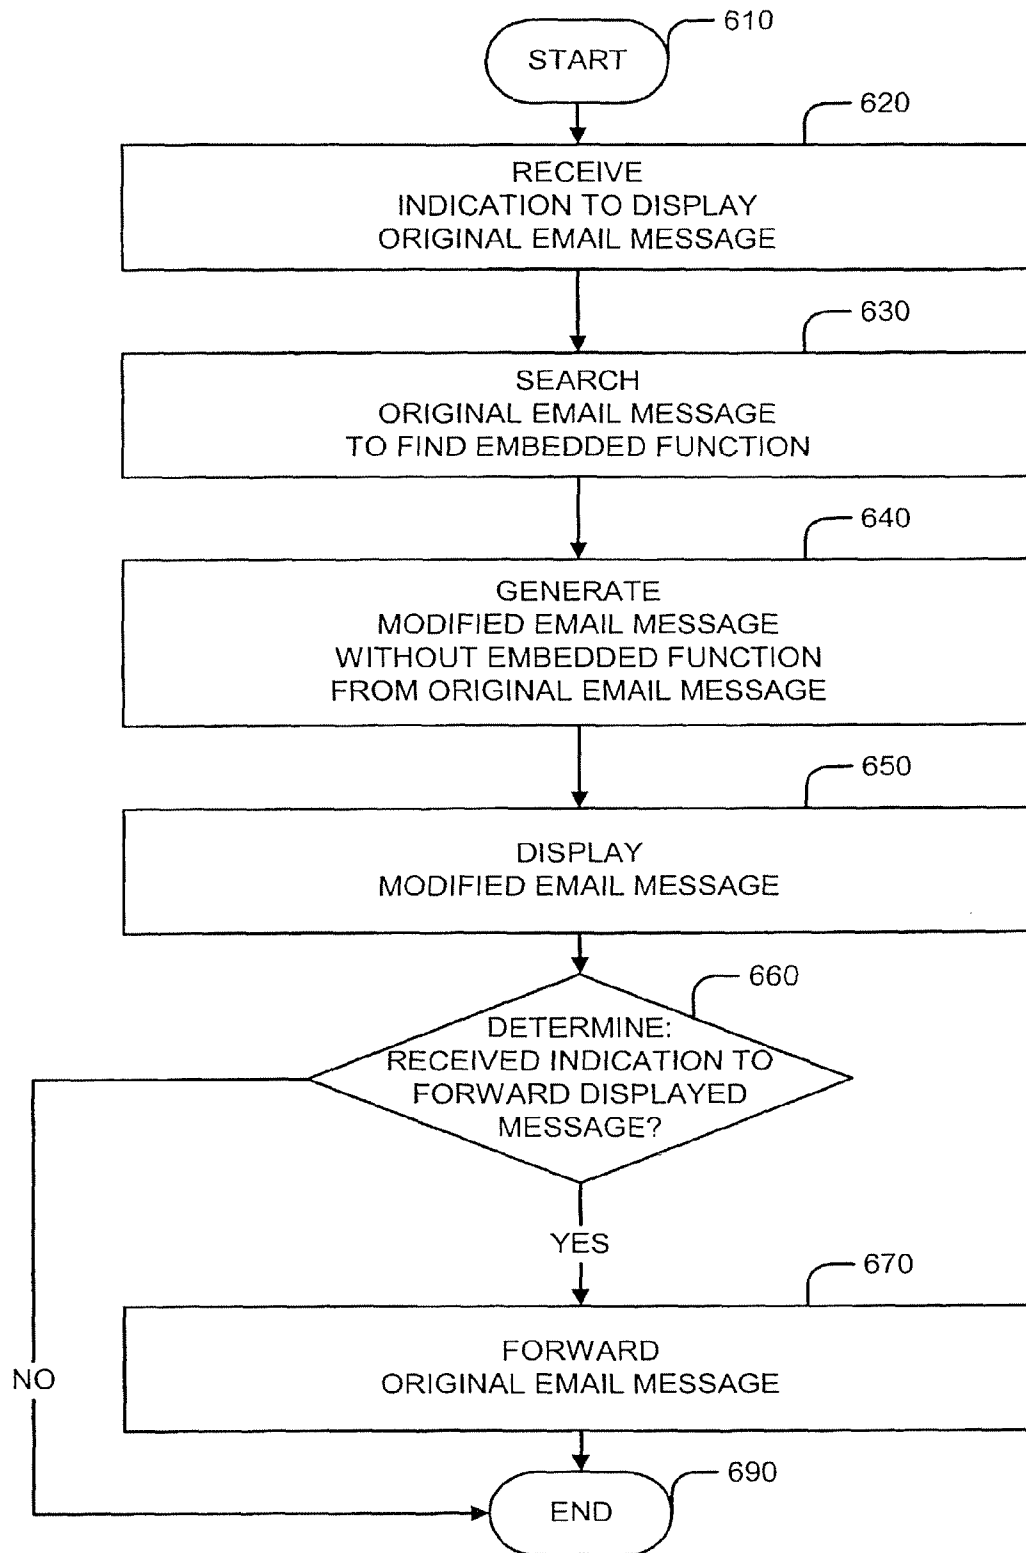 610
START
620
RECEIVE
INDICATION TO DISPLAY
ORIGINAL EMAIL MESSAGE
630
SEARCH
ORIGINAL EMAIL MESSAGE
TO FIND EMBEDDED FUNCTION
640
GENERATE
MODIFIED EMAIL MESSAGE
WITHOUT EMBEDDED FUNCTION
FROM ORIGINAL EMAIL MESSAGE
650
DISPLAY
MODIFIED EMAIL MESSAGE
660
DETERMINE:
RECEIVED INDICATION TO
FORWARD DISPLAYED
MESSAGE?
YES
670
FORWARD
ORIGINAL EMAIL MESSAGE
NO
690
END